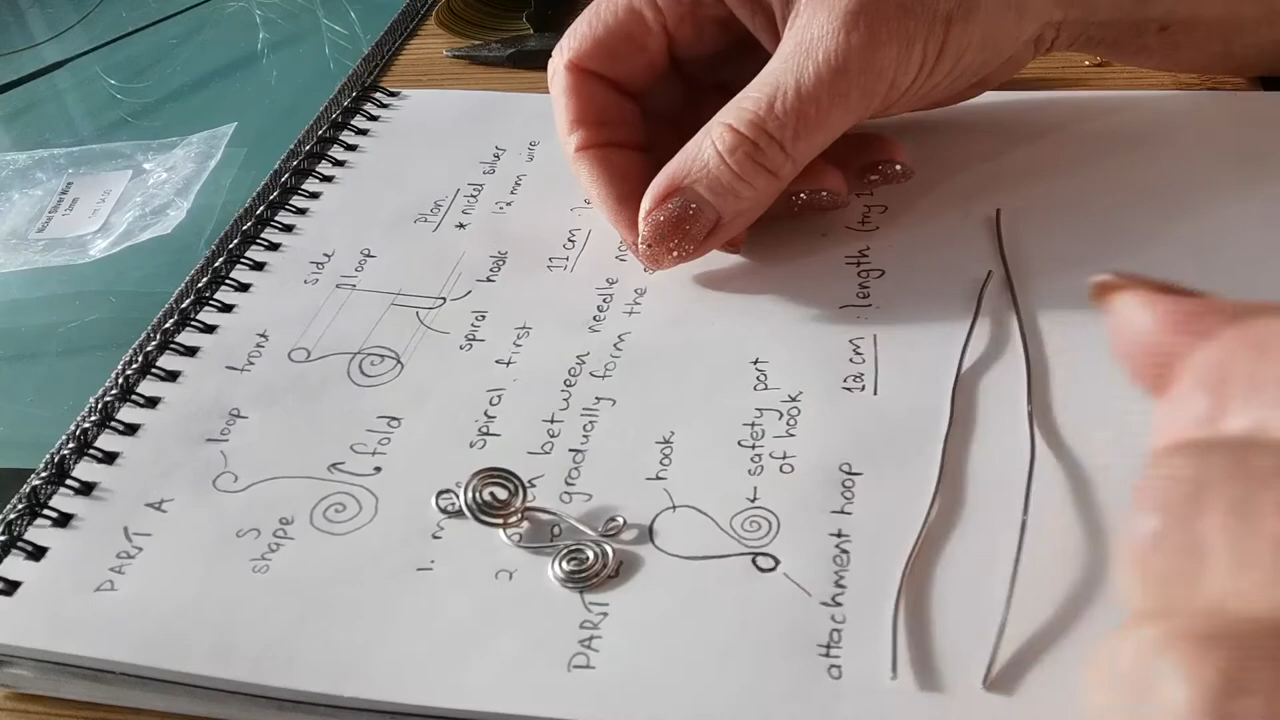 PART A
S
shape
loop front
fold
side
loop
spiral hook
Plan
* nickel silver
1.2 mm wire
11 cm
1.
spiral first
2
between needle
gradually form the
PART
hook
← safety part
of hook
attachment hoop
12 cm : length (try 1
Nickel Silver Wire
1.2mm